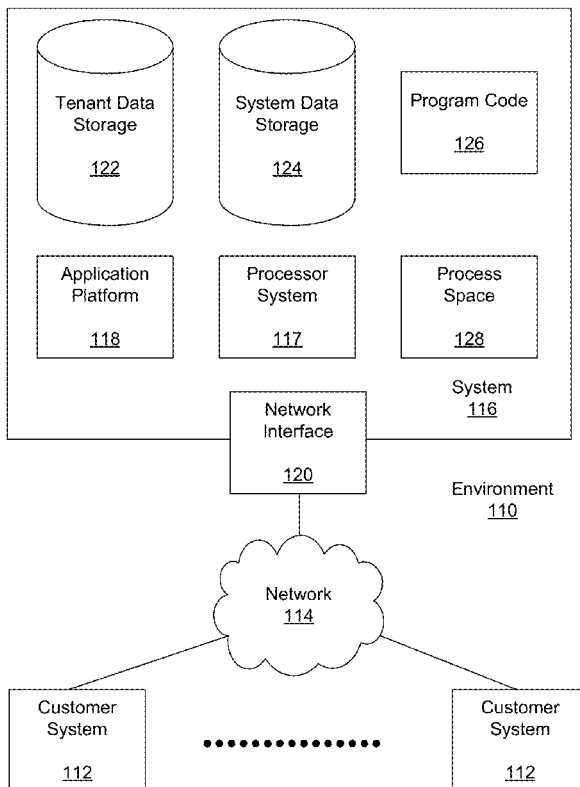 Tenant Data
Storage
122
System Data
Storage
124
Program Code
126
Application
Platform
118
Processor
System
117
Process
Space
128
System
116
Network
Interface
120
Environment
110
Network
114
Customer
System
112
Customer
System
112